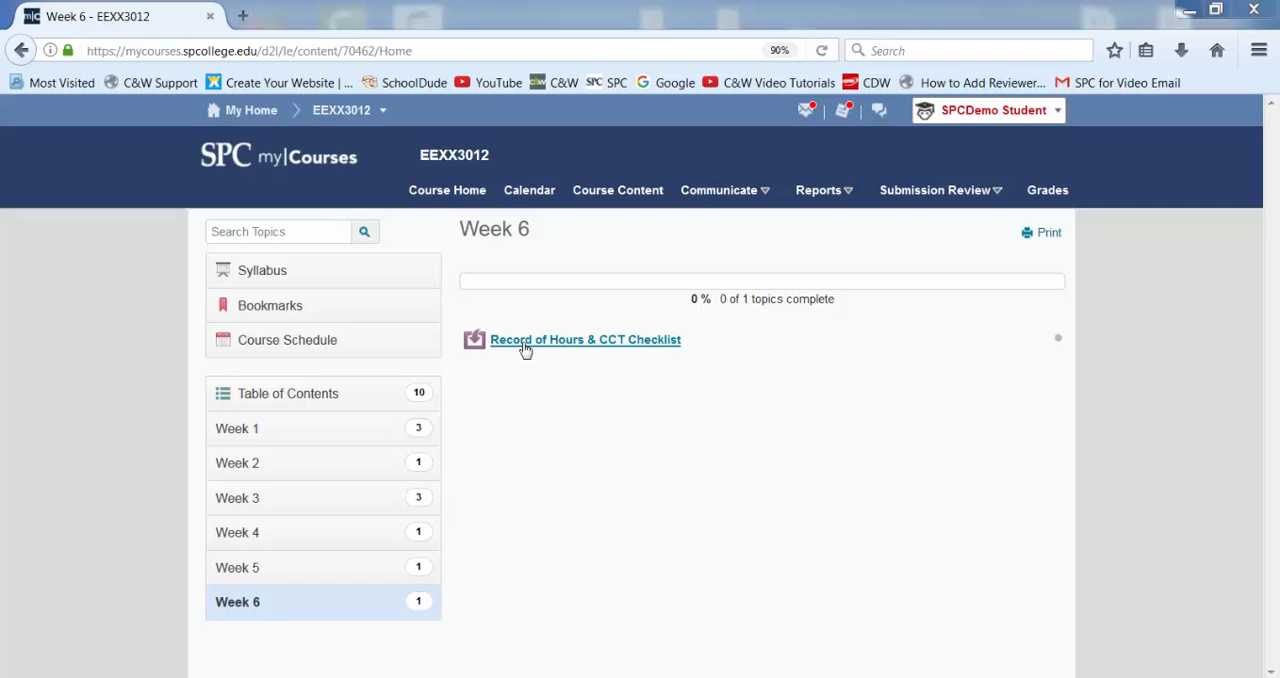 Week 6 - EEXX3012
https://mycourses.spcollege.edu/d2l/le/content/70462/Home
90%
Search
Most Visited
C&W Support
Create Your Website | ...
SchoolDude
YouTube
C&W
SPC
Google
C&W Video Tutorials
CDW
How to Add Reviewer...
SPC for Video Email
My Home
EEXX3012
SPCDemo Student
SPC my|Courses
EEXX3012
Course Home
Calendar
Course Content
Communicate
Reports
Submission Review
Grades
Search Topics
Syllabus
Bookmarks
Course Schedule
Table of Contents 10
Week 1 3
Week 2 1
Week 3 3
Week 4 1
Week 5 1
Week 6 1
Week 6
Print
0 % 0 of 1 topics complete
Record of Hours & CCT Checklist